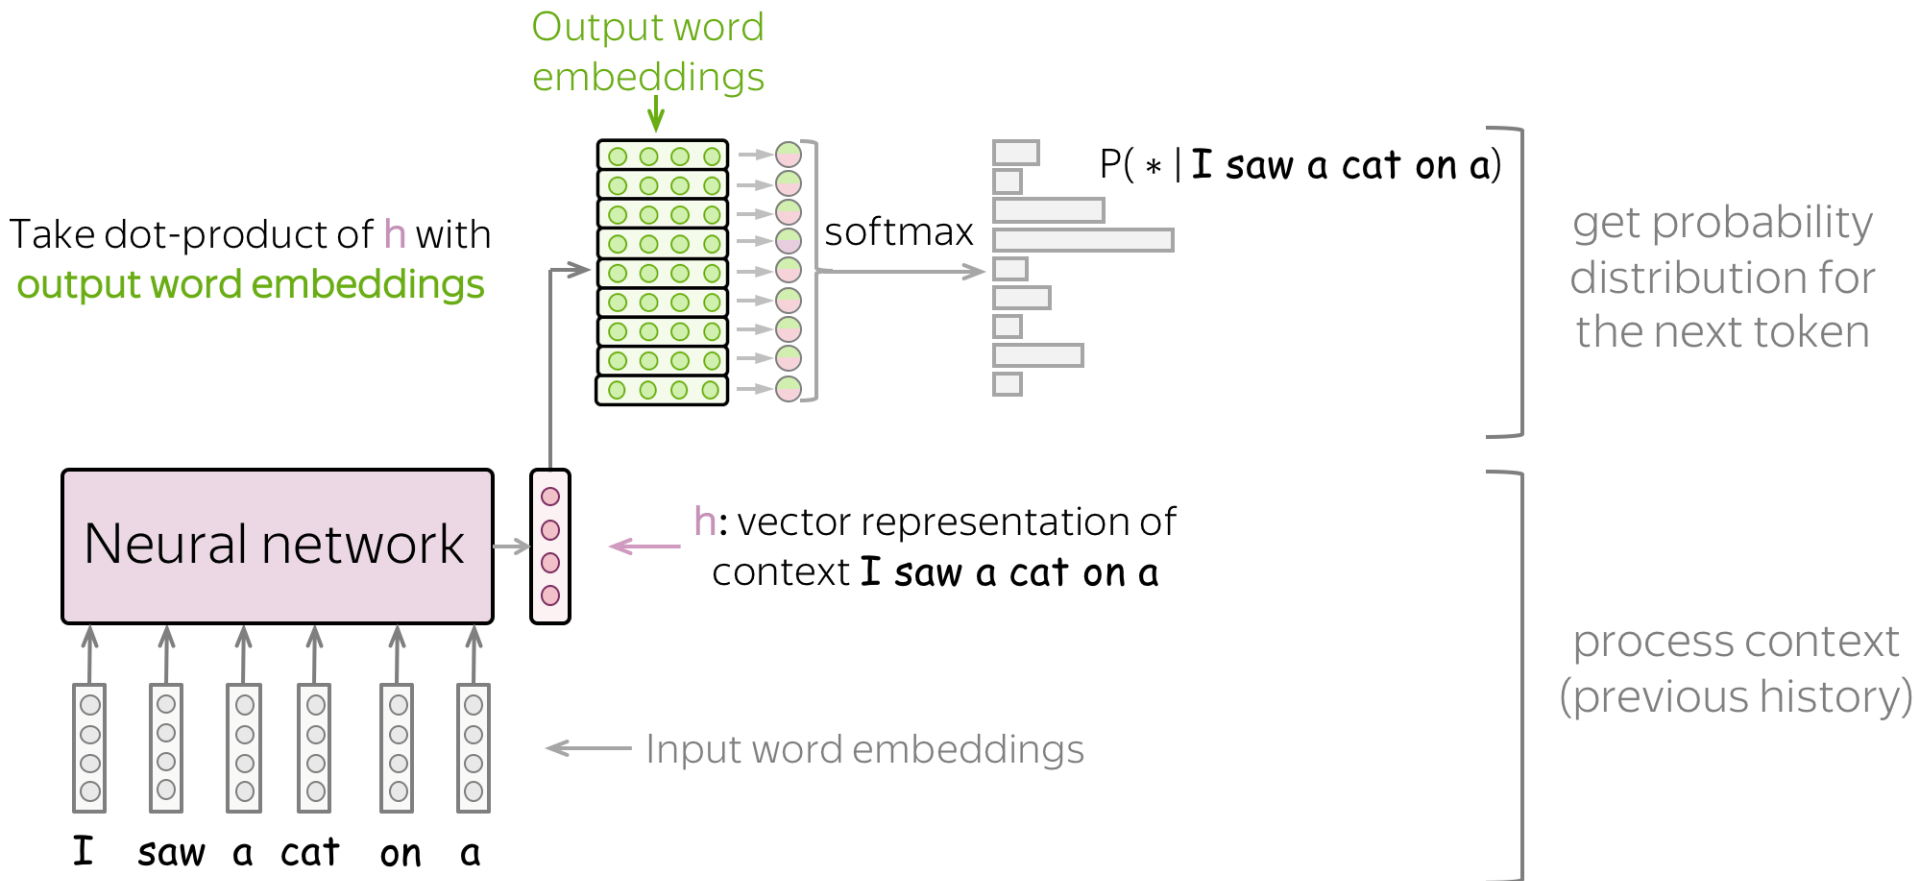 Output word
embeddings
P( * | I saw a cat on a)
Take dot-product of h with
output word embeddings
softmax
get probability
distribution for
the next token
Neural network
h: vector representation of
context I saw a cat on a
process context
(previous history)
Input word embeddings
I saw a cat on a